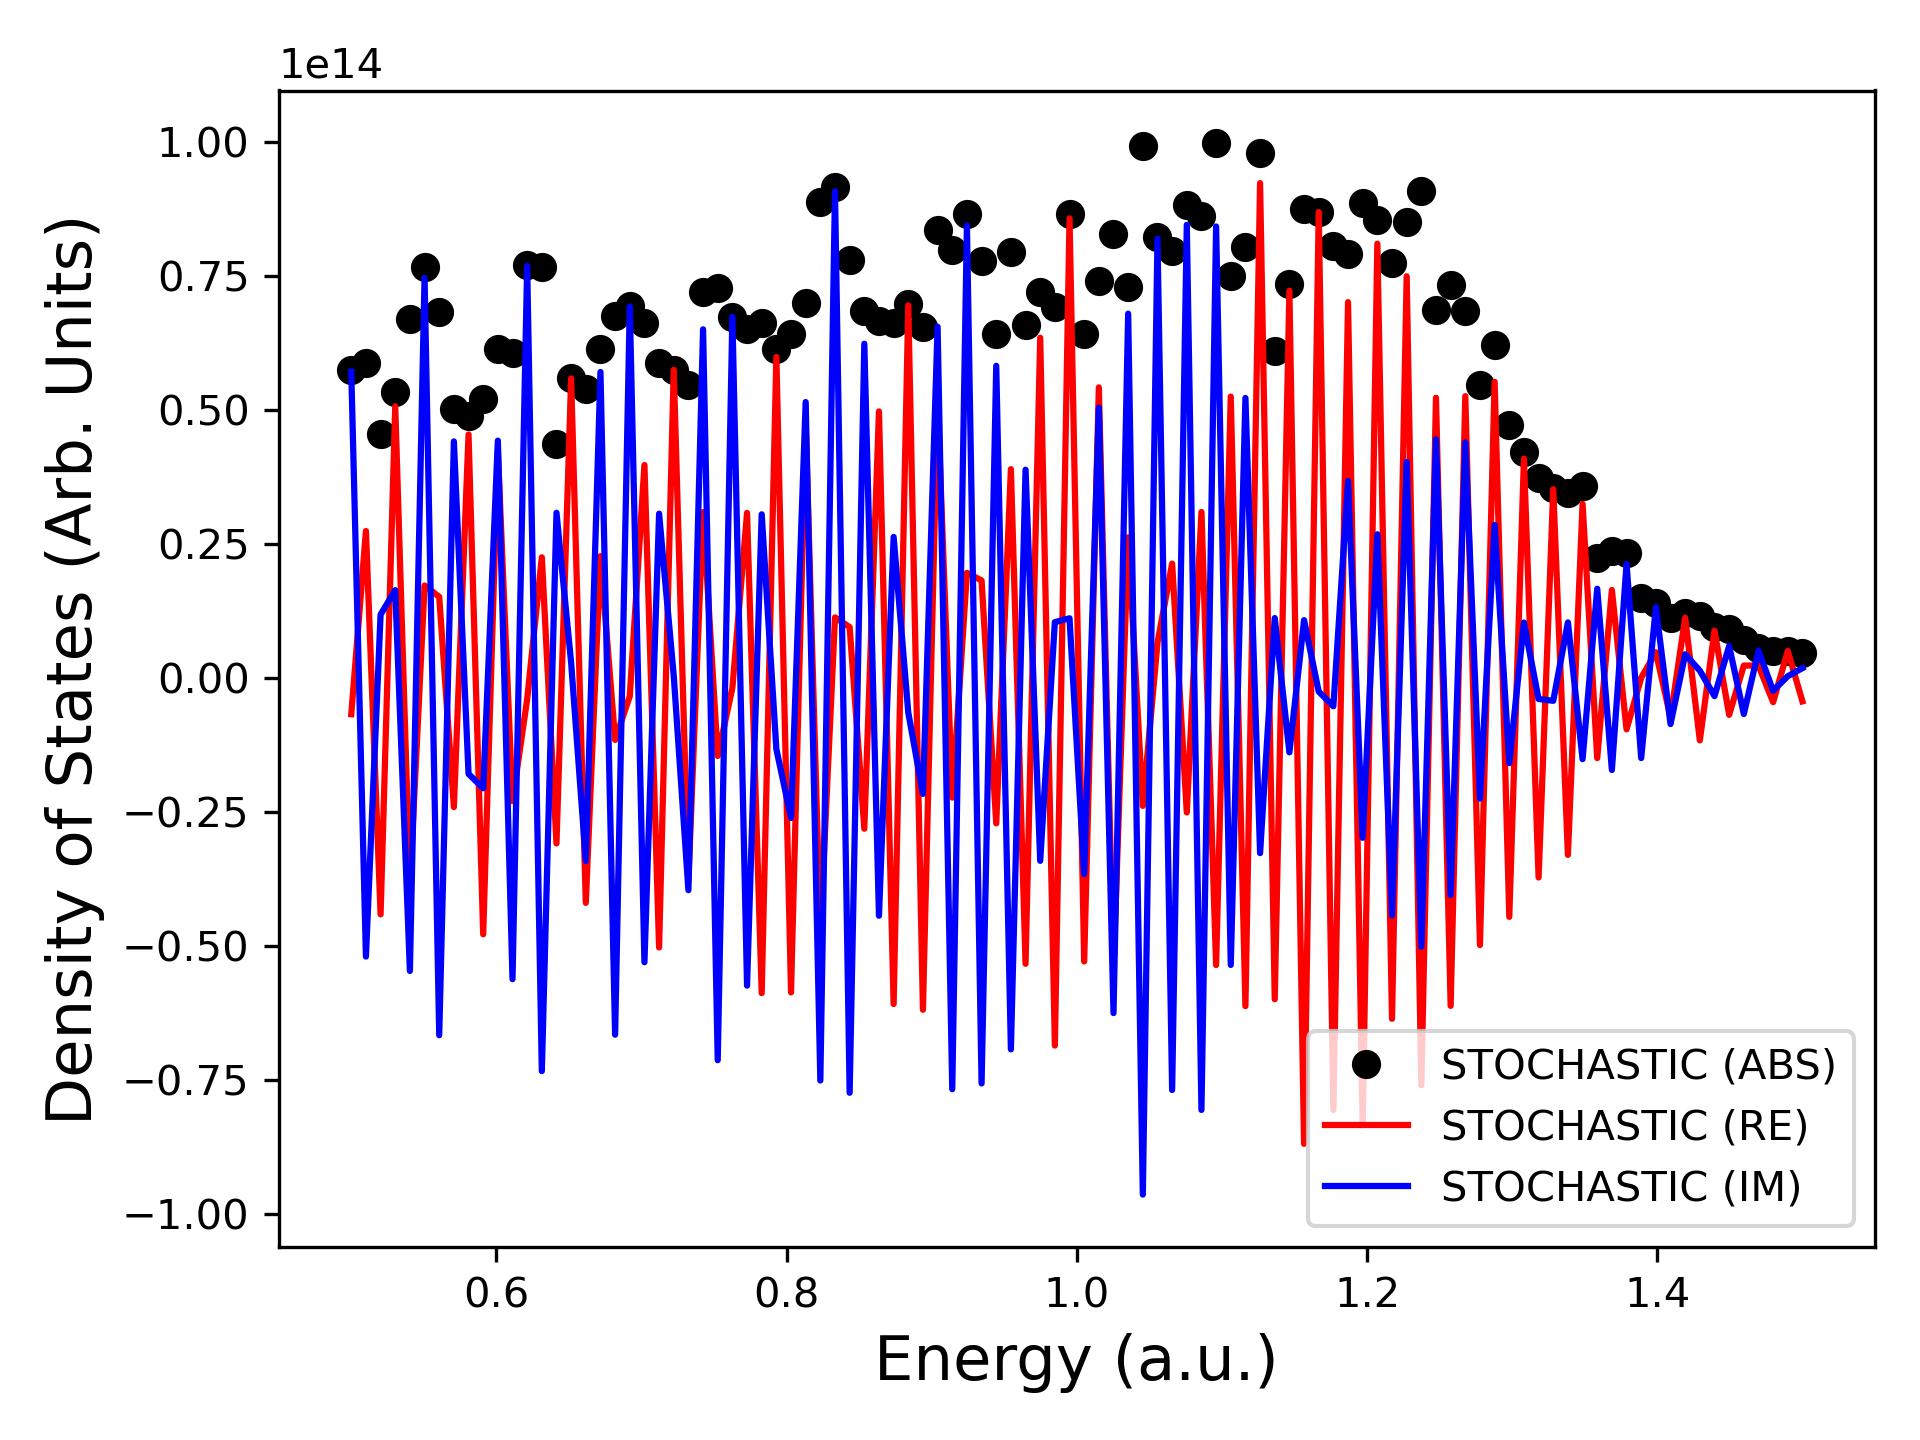 1e14
1.00
0.75
0.50
0.25
0.00
−0.25
−0.50
−0.75
−1.00
Density of States (Arb. Units)
STOCHASTIC (ABS)
STOCHASTIC (RE)
STOCHASTIC (IM)
0.6 0.8 1.0 1.2 1.4
Energy (a.u.)